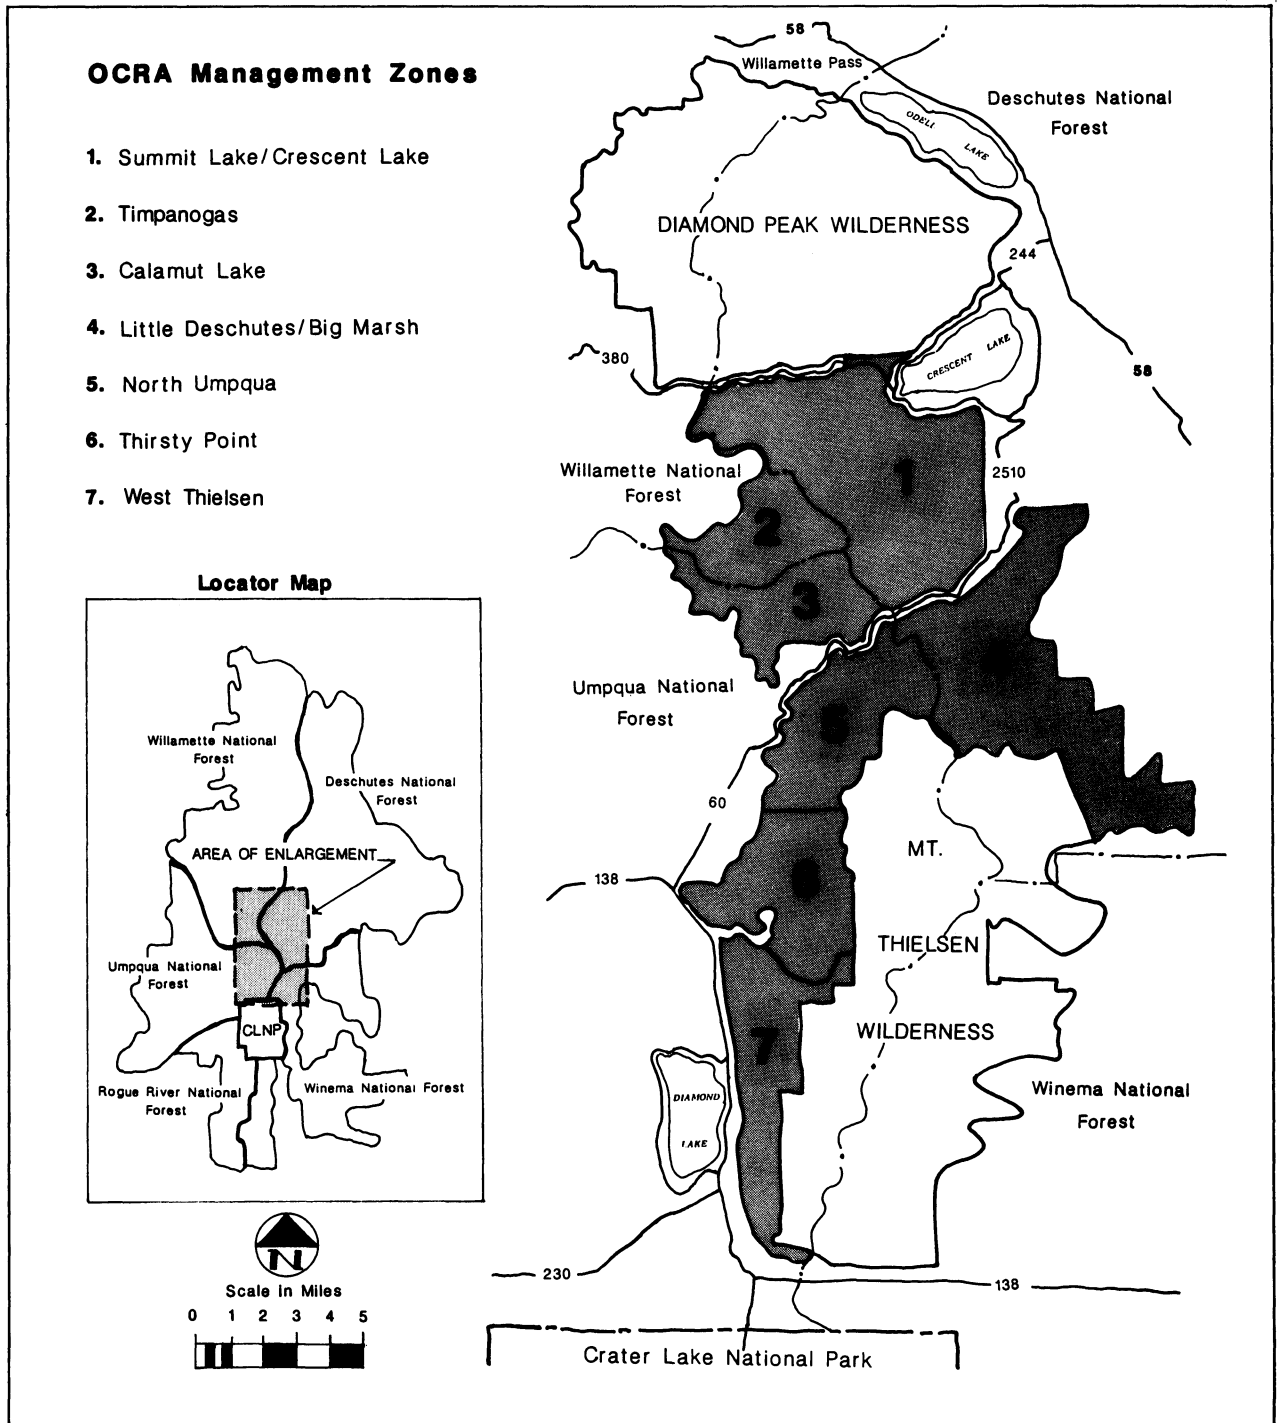 OCRA Management Zones
1. Summit Lake/Crescent Lake
2. Timpanogas
3. Calamut Lake
4. Little Deschutes/Big Marsh
5. North Umpqua
6. Thirsty Point
7. West Thielsen
58
Willamette Pass
Deschutes National
Forest
ODELL
LAKE
DIAMOND PEAK WILDERNESS
244
CRESCENT LAKE
380
58
Willamette National
Forest
1
2510
2
3
Umpqua National
Forest
5
60
MT.
138
6
THIELSEN
WILDERNESS
7
DIAMOND
LAKE
Winema National
Forest
230
138
Crater Lake National Park
Locator Map
Willamette National
Forest
Deschutes National
Forest
AREA OF ENLARGEMENT
Umpqua National
Forest
CLNP
Rogue River National
Forest
Winema National Forest
N
Scale in Miles
0 1 2 3 4 5